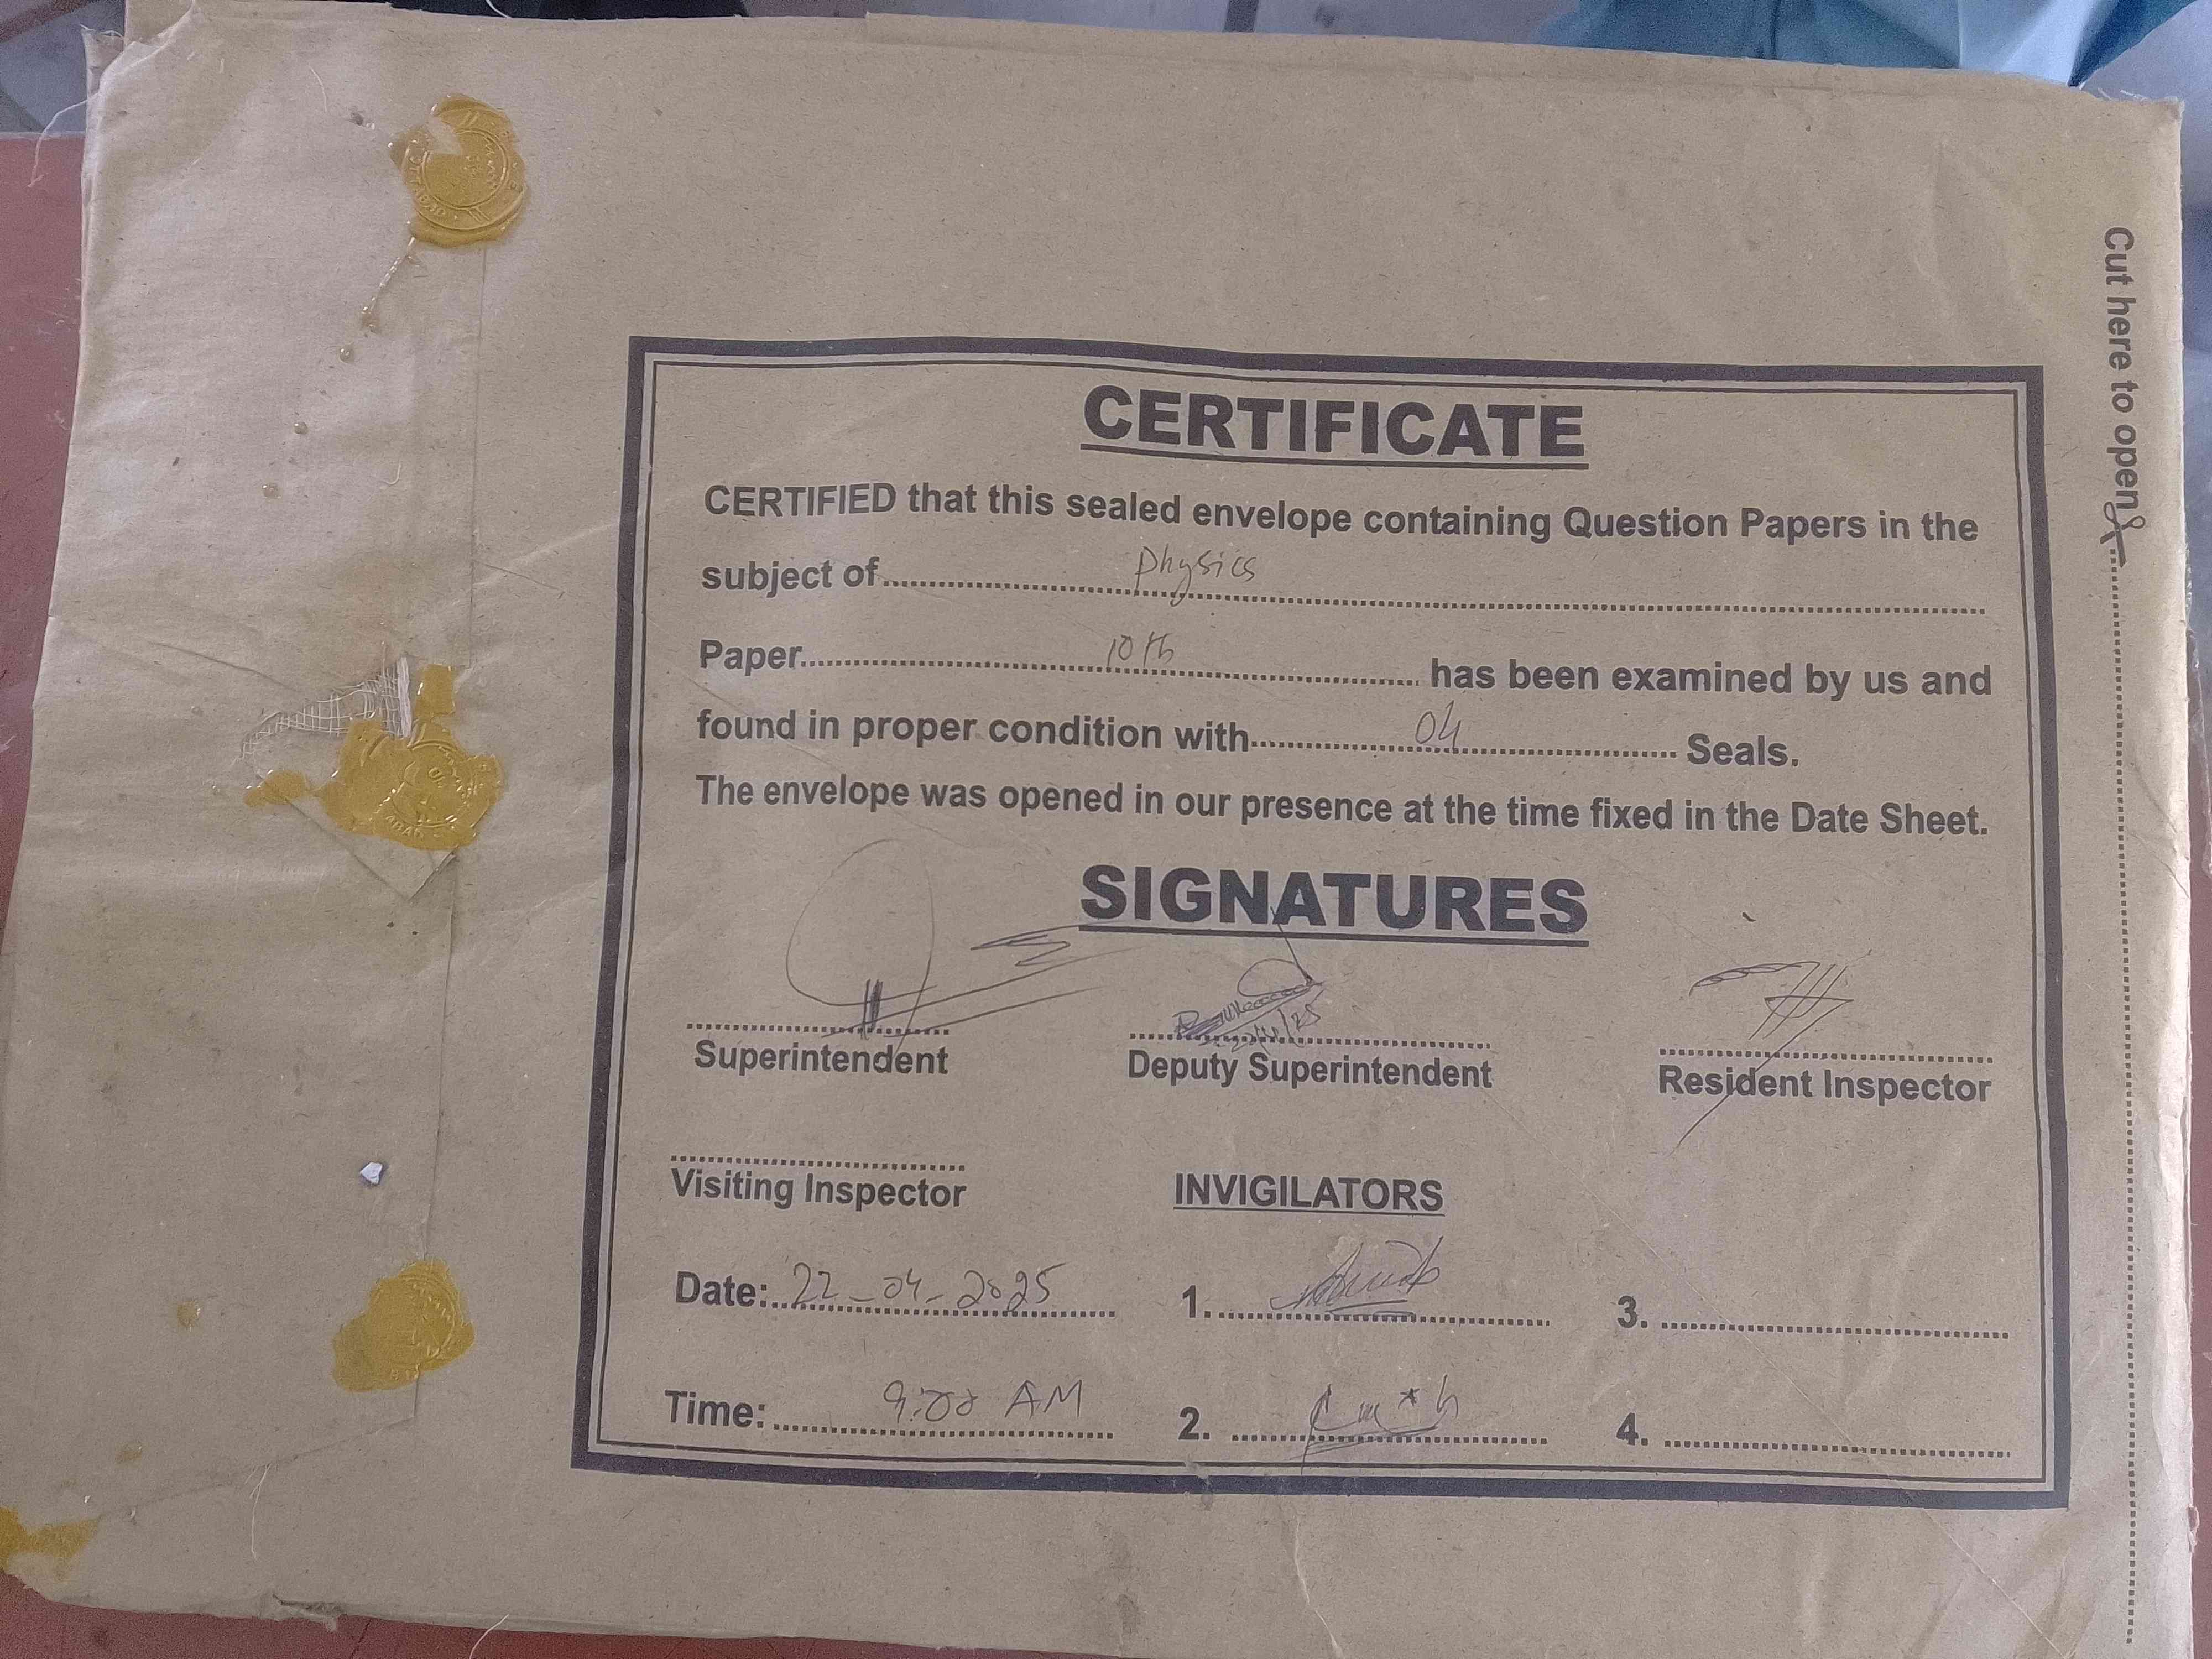 Cut here to open
CERTIFICATE
CERTIFIED that this sealed envelope containing Question Papers in the
subject of Physics
Paper 10th has been examined by us and
found in proper condition with 04 Seals.
The envelope was opened in our presence at the time fixed in the Date Sheet.
SIGNATURES
Superintendent Deputy Superintendent Resident Inspector
Visiting Inspector INVIGILATORS
Date: 22-04-2025 1. 3.
Time: 9:00 AM 2. 4.